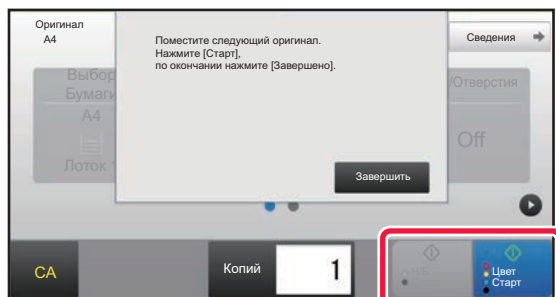 Оригинал
A4
Поместите следующий оригинал.
Нажмите [Старт],
по окончании нажмите [Завершено].
Сведения
Выбор
Бумаги
A4
Лоток 1
/Отверстия
Off
Завершить
CA
Копий
1
Ч/Б
Старт
Цвет
Старт